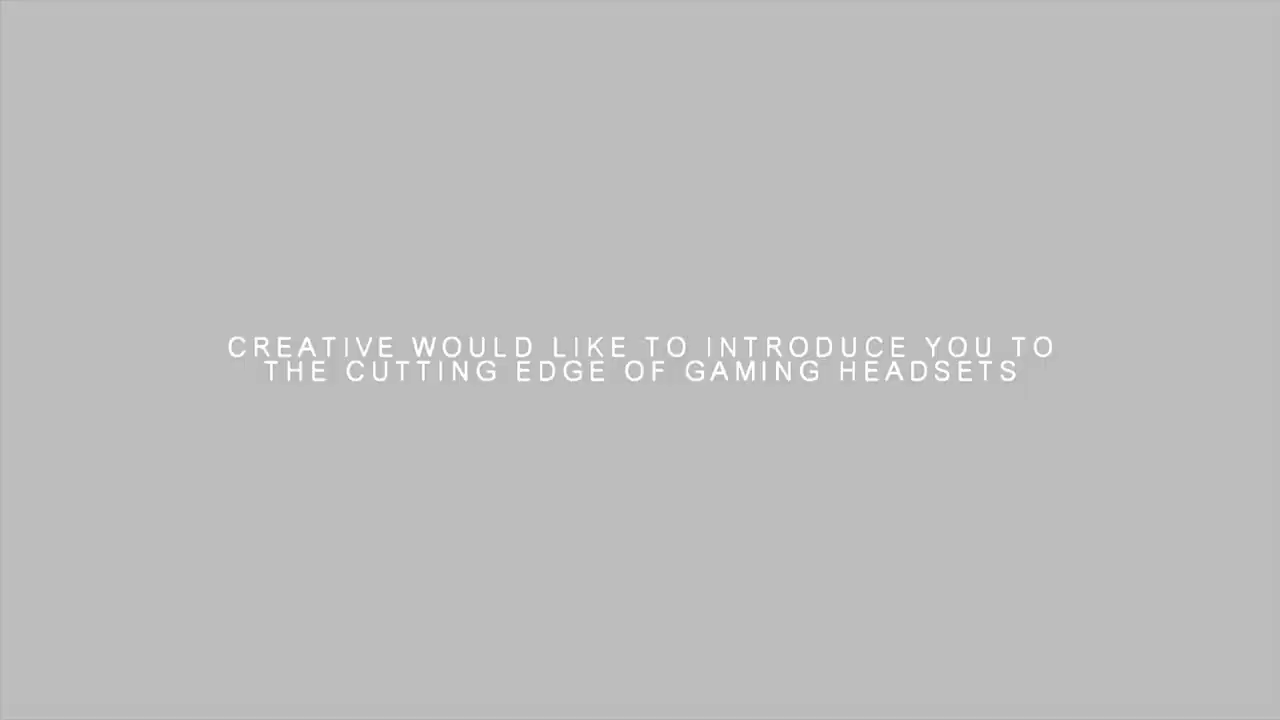 CREATIVE WOULD LIKE TO INTRODUCE YOU TO
THE CUTTING EDGE OF GAMING HEADSETS